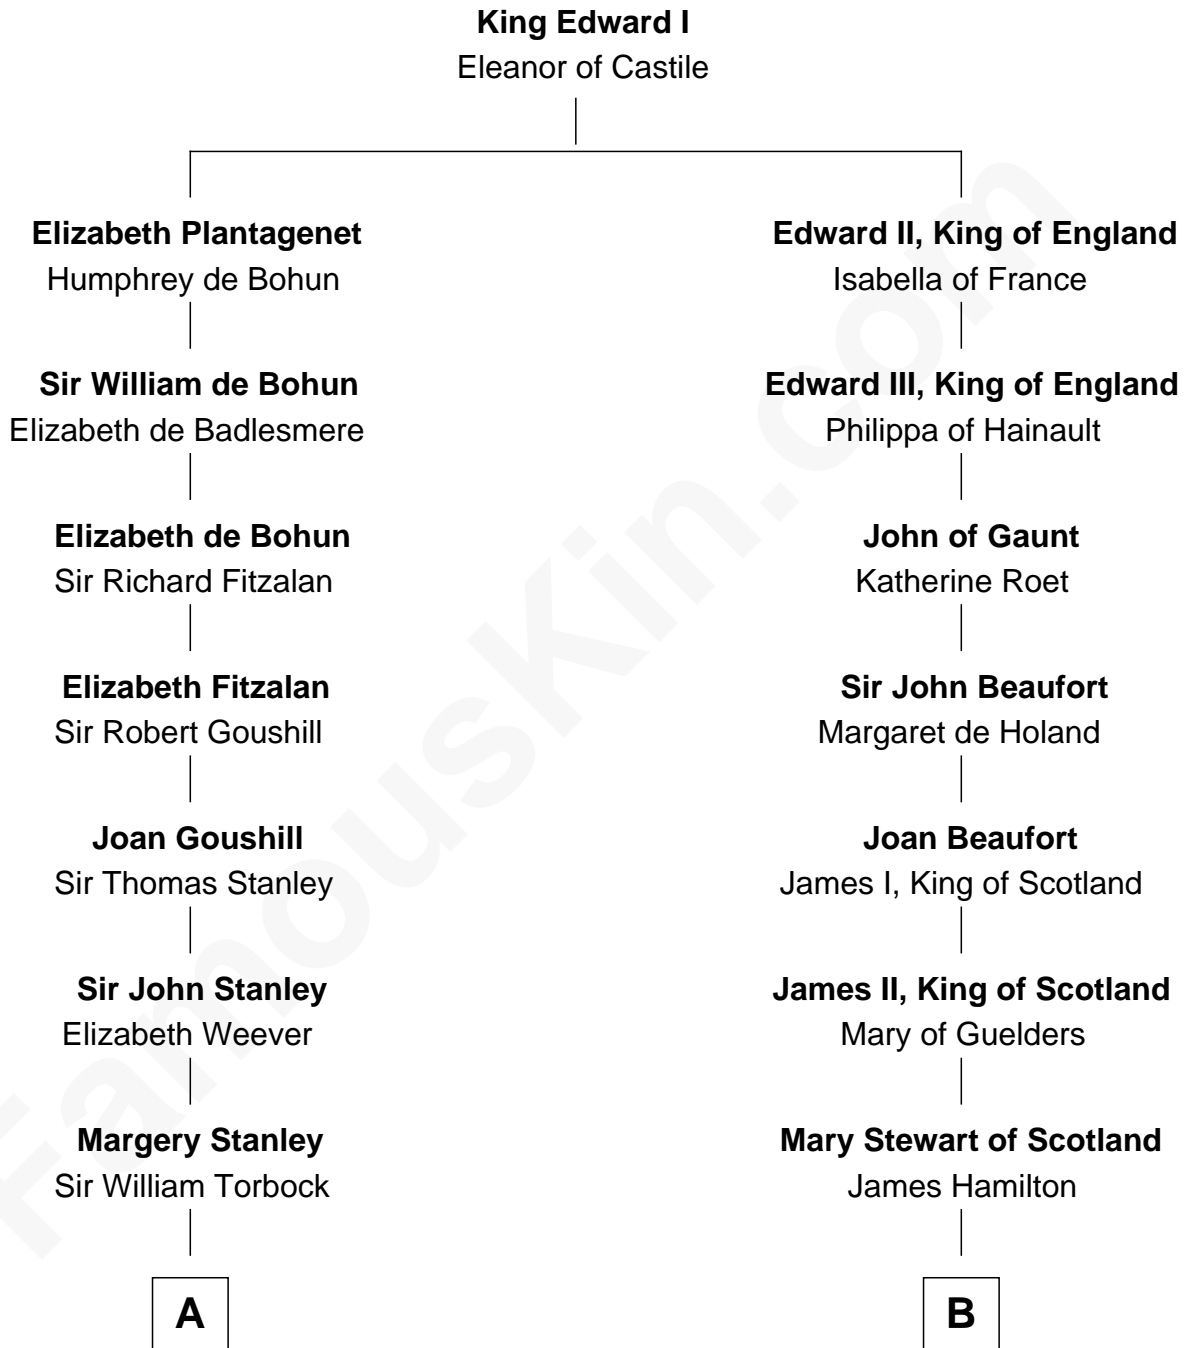 King Edward I
Eleanor of Castile
Elizabeth Plantagenet
Humphrey de Bohun
Edward II, King of England
Isabella of France
Sir William de Bohun
Elizabeth de Badlesmere
Edward III, King of England
Philippa of Hainault
Elizabeth de Bohun
Sir Richard Fitzalan
John of Gaunt
Katherine Roet
Elizabeth Fitzalan
Sir Robert Goushill
Sir John Beaufort
Margaret de Holand
Joan Goushill
Sir Thomas Stanley
Joan Beaufort
James I, King of Scotland
Sir John Stanley
Elizabeth Weever
James II, King of Scotland
Mary of Guelders
Margery Stanley
Sir William Torbock
Mary Stewart of Scotland
James Hamilton
A
B
FamousKin.com